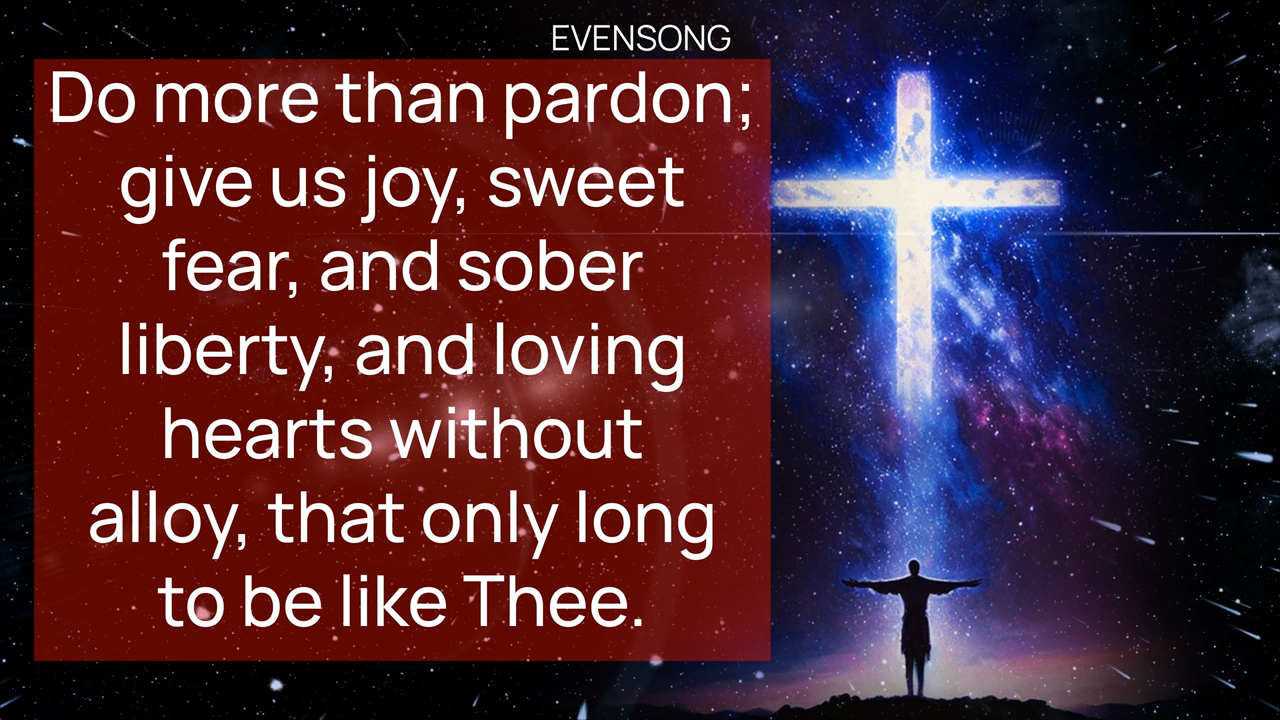 EVENSONG
Do more than pardon;
give us joy, sweet
fear, and sober
liberty, and loving
hearts without
alloy, that only long
to be like Thee.